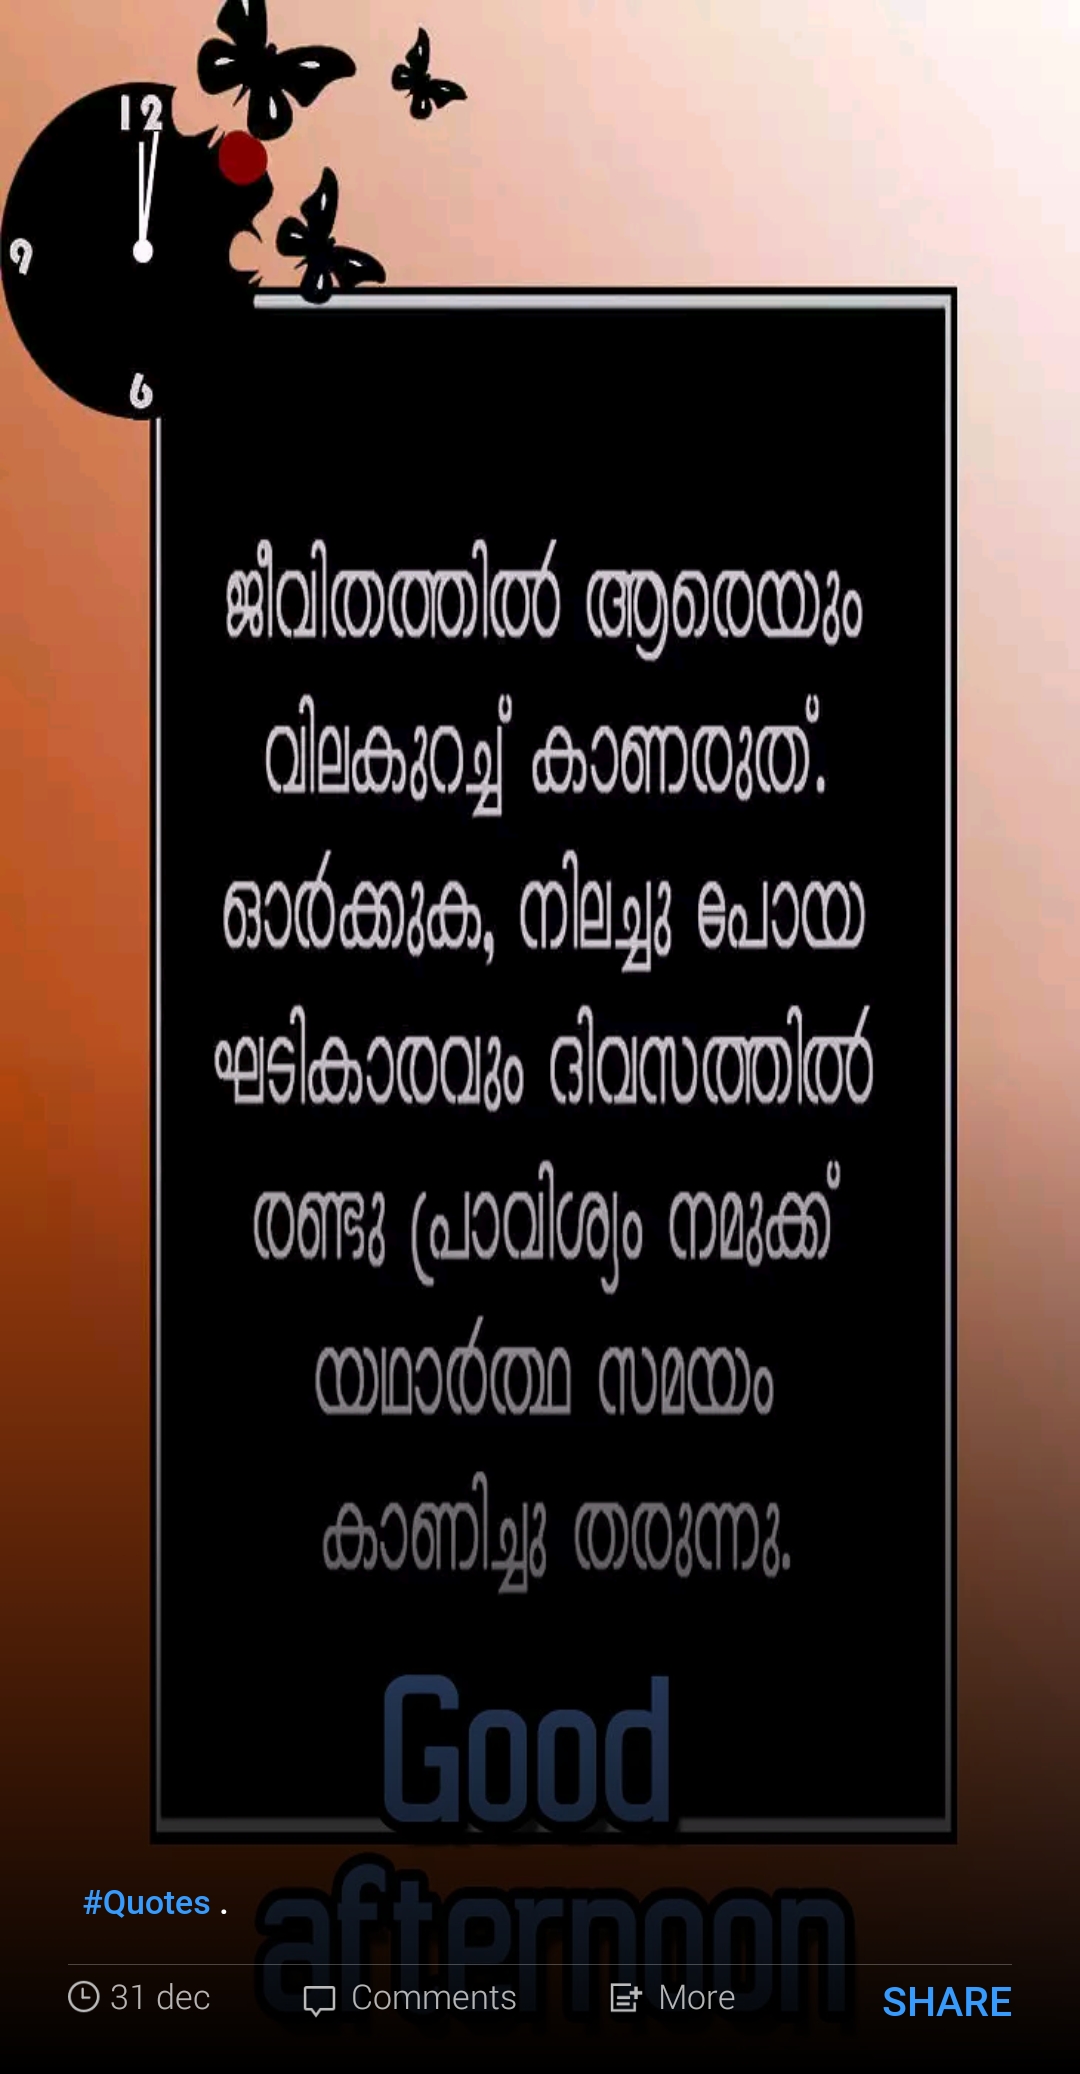 12
9
6
ജീവിതത്തിൽ ആരെയും
വിലകുറച്ച് കാണരുത്.
ഓർക്കുക, നിലച്ചു പോയ
ഘടികാരവും ദിവസത്തിൽ
രണ്ടു പ്രാവിശ്യം നമുക്ക്
യഥാർത്ഥ സമയം
കാണിച്ചു തരുന്നു.
Good
afternoon
#Quotes .
31 dec Comments More SHARE